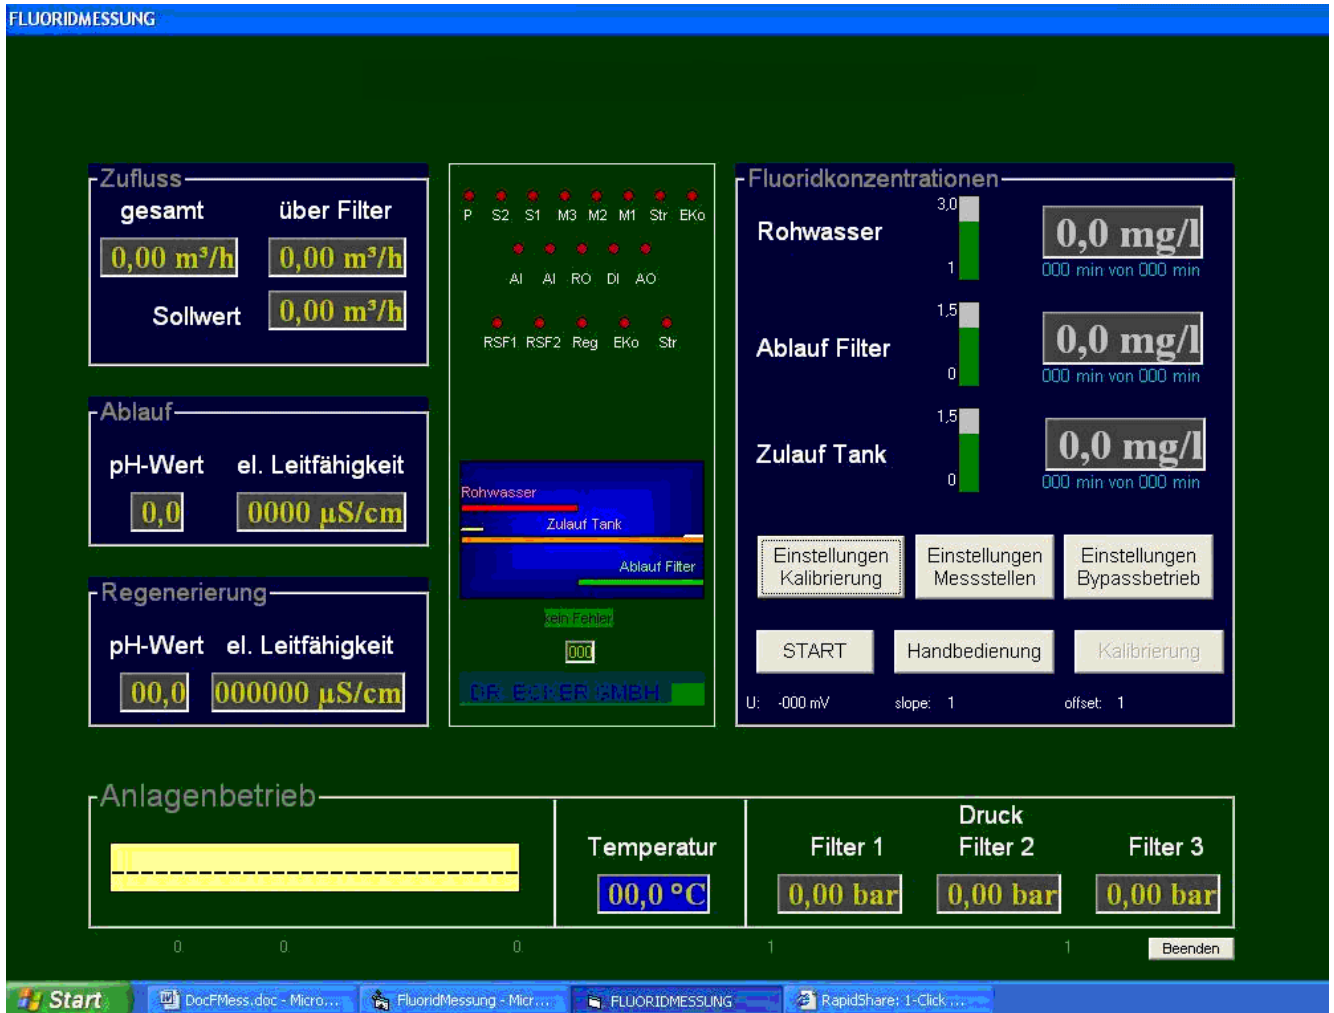 FLUORIDMESSUNG
Zufluss
gesamt über Filter
0,00 m³/h 0,00 m³/h
Sollwert 0,00 m³/h
Ablauf
pH-Wert el. Leitfähigkeit
0,0 0000 µS/cm
Regenerierung
pH-Wert el. Leitfähigkeit
00,0 000000 µS/cm
P S2 S1 M3 M2 M1 Str EKo
AI AI RO DI AO
RSF1 RSF2 Reg EKo Str
Rohwasser
Zulauf Tank
Ablauf Filter
kein Fehler
000
DR. ECKER GMBH
Fluoridkonzentrationen
3,0
Rohwasser 0,0 mg/l
1 000 min von 000 min
1,5
Ablauf Filter 0,0 mg/l
0 000 min von 000 min
1,5
Zulauf Tank 0,0 mg/l
0 000 min von 000 min
Einstellungen Kalibrierung
Einstellungen Messstellen
Einstellungen Bypassbetrieb
START Handbedienung Kalibrierung
U: -000 mV slope: 1 offset: 1
Anlagenbetrieb
Temperatur
00,0 °C
Druck
Filter 1 Filter 2 Filter 3
0,00 bar 0,00 bar 0,00 bar
0. 0. 0. 1 1 Beenden
Start DocFMess.doc - Micro... FluoridMessung - Micr... FLUORIDMESSUNG RapidShare: 1-Click ...